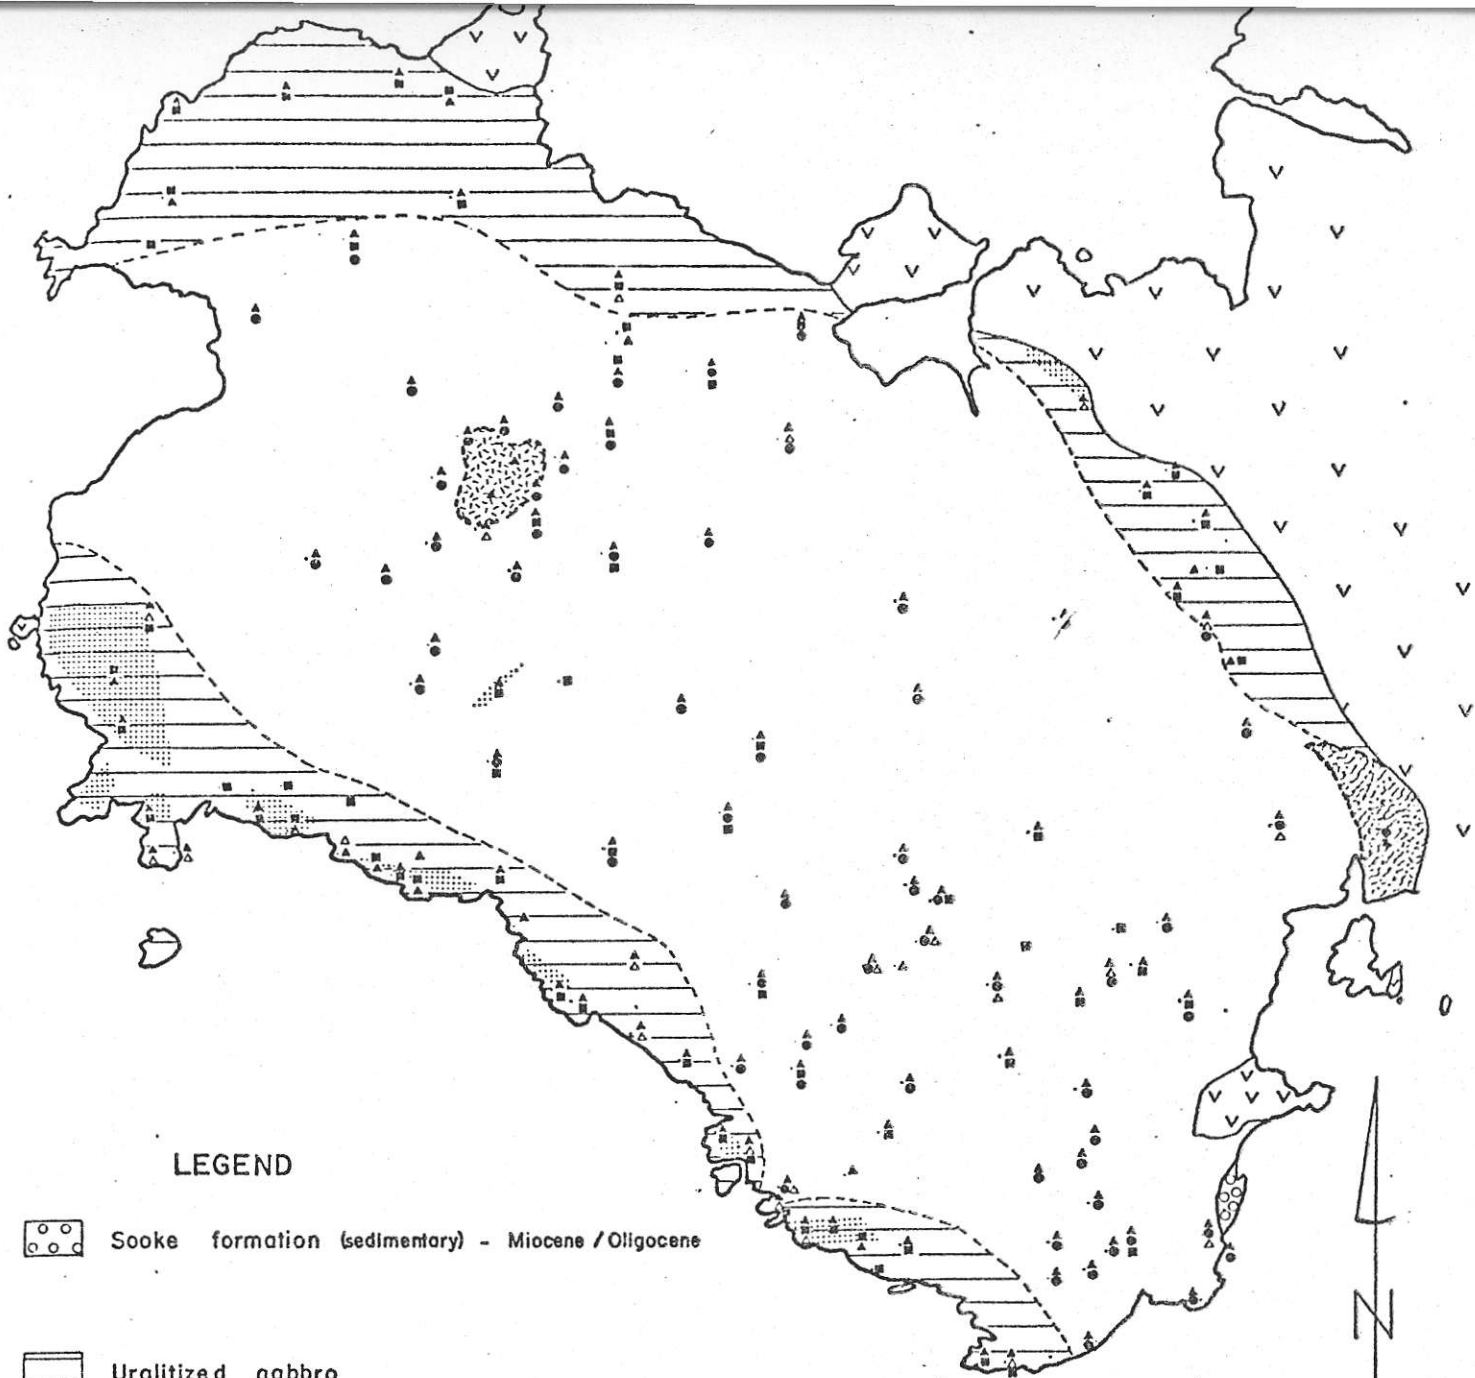 LEGEND
Sooke formation (sedimentary) - Miocene / Oligocene
Uralitized gabbro
N